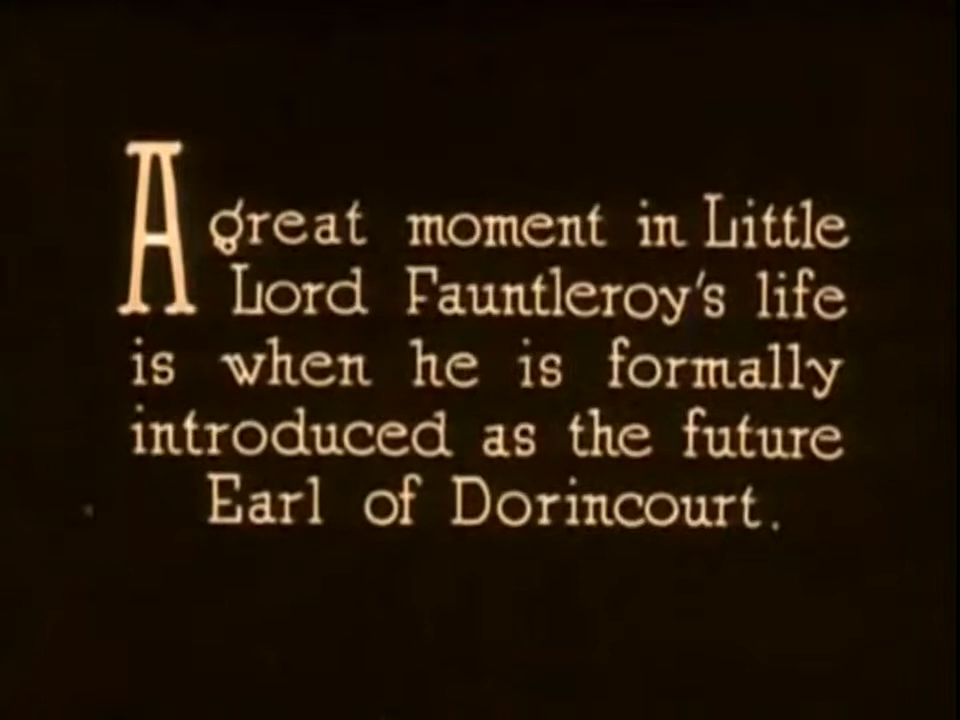 A great moment in Little
Lord Fauntleroy's life
is when he is formally
introduced as the future
Earl of Dorincourt.